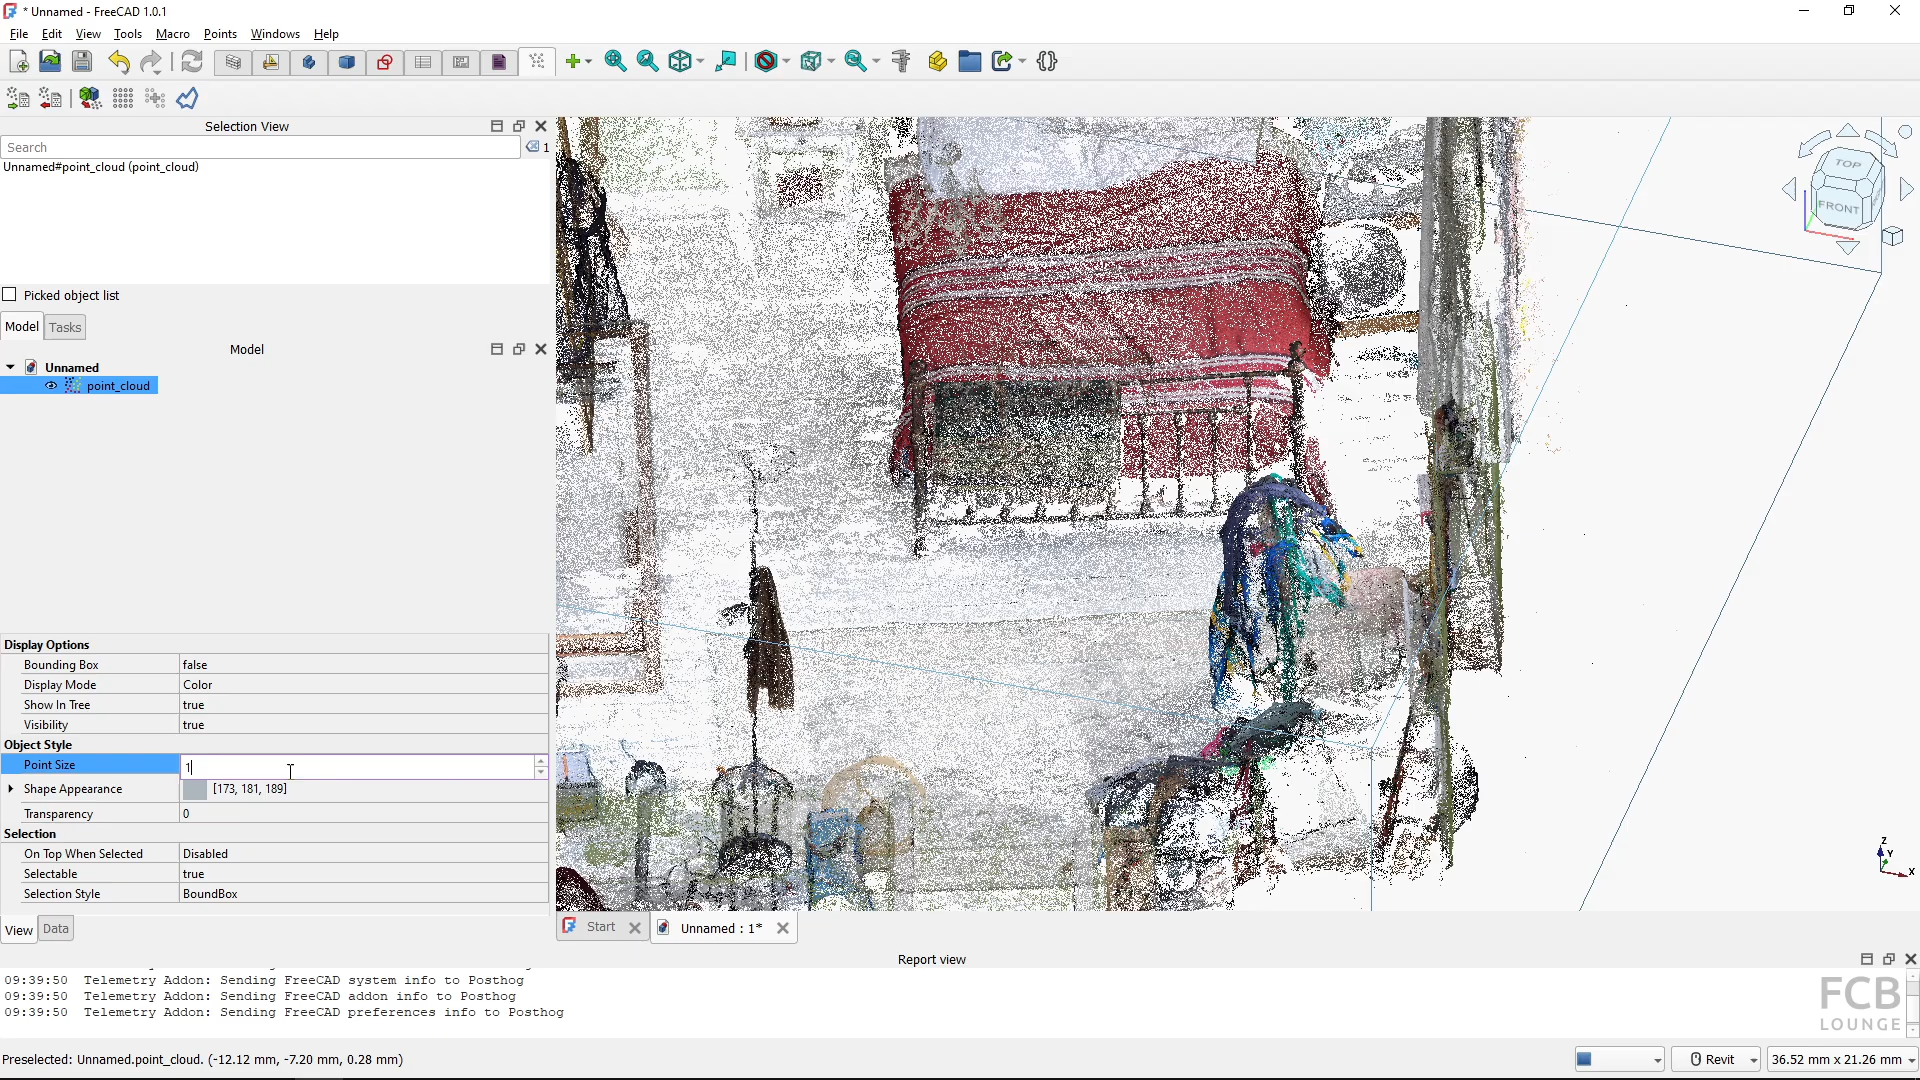 * Unnamed - FreeCAD 1.0.1
File Edit View Tools Macro Points Windows Help
Selection View
Search 1
Unnamed#point_cloud (point_cloud)
Picked object list
Model Tasks
Model
Unnamed
point_cloud
Display Options
Bounding Box false
Display Mode Color
Show In Tree true
Visibility true
Object Style
Point Size 1
Shape Appearance [173, 181, 189]
Transparency 0
Selection
On Top When Selected Disabled
Selectable true
Selection Style BoundBox
View Data
TOP
FRONT
Z
Y
X
Start Unnamed : 1*
Report view
09:39:50 Telemetry Addon: Sending FreeCAD system info to Posthog
09:39:50 Telemetry Addon: Sending FreeCAD addon info to Posthog
09:39:50 Telemetry Addon: Sending FreeCAD preferences info to Posthog
FCB
LOUNGE
Preselected: Unnamed.point_cloud. (-12.12 mm, -7.20 mm, 0.28 mm) Revit 36.52 mm x 21.26 mm